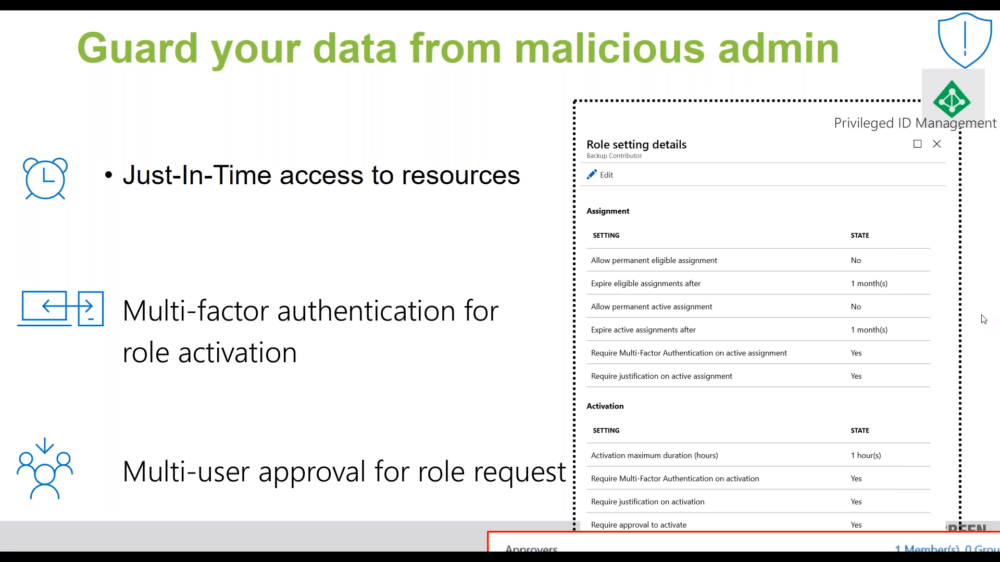 Guard your data from malicious admin
Privileged ID Management
• Just-In-Time access to resources
Multi-factor authentication for
role activation
Multi-user approval for role request
Role setting details
Backup Contributor
Edit
Assignment
SETTING STATE
Allow permanent eligible assignment No
Expire eligible assignments after 1 month(s)
Allow permanent active assignment No
Expire active assignments after 1 month(s)
Require Multi-Factor Authentication on active assignment Yes
Require justification on active assignment Yes
Activation
SETTING STATE
Activation maximum duration (hours) 1 hour(s)
Require Multi-Factor Authentication on activation Yes
Require justification on activation Yes
Require approval to activate Yes
Approvers 1 Member(s), 0 Grou